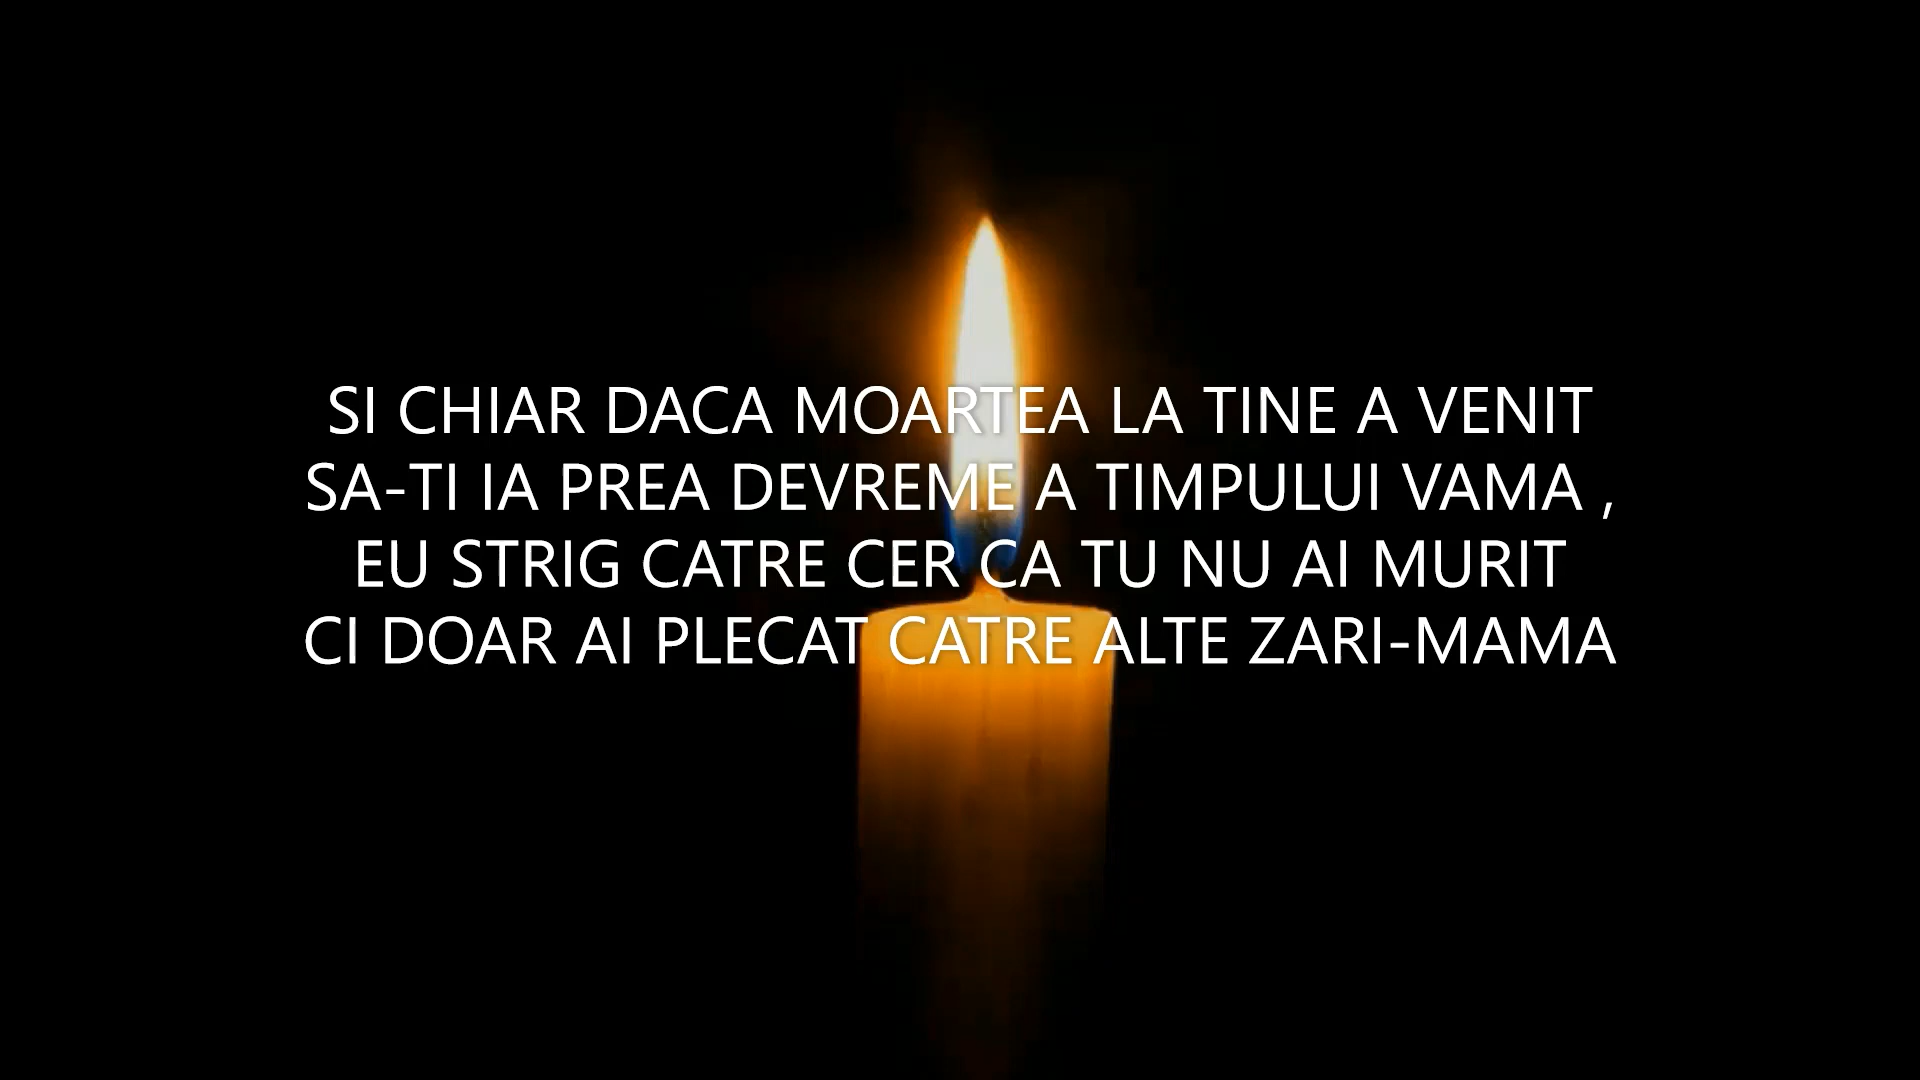 SI CHIAR DACA MOARTEA LA TINE A VENIT
SA-TI IA PREA DEVREME A TIMPULUI VAMA ,
EU STRIG CATRE CER CA TU NU AI MURIT
CI DOAR AI PLECAT CATRE ALTE ZARI-MAMA